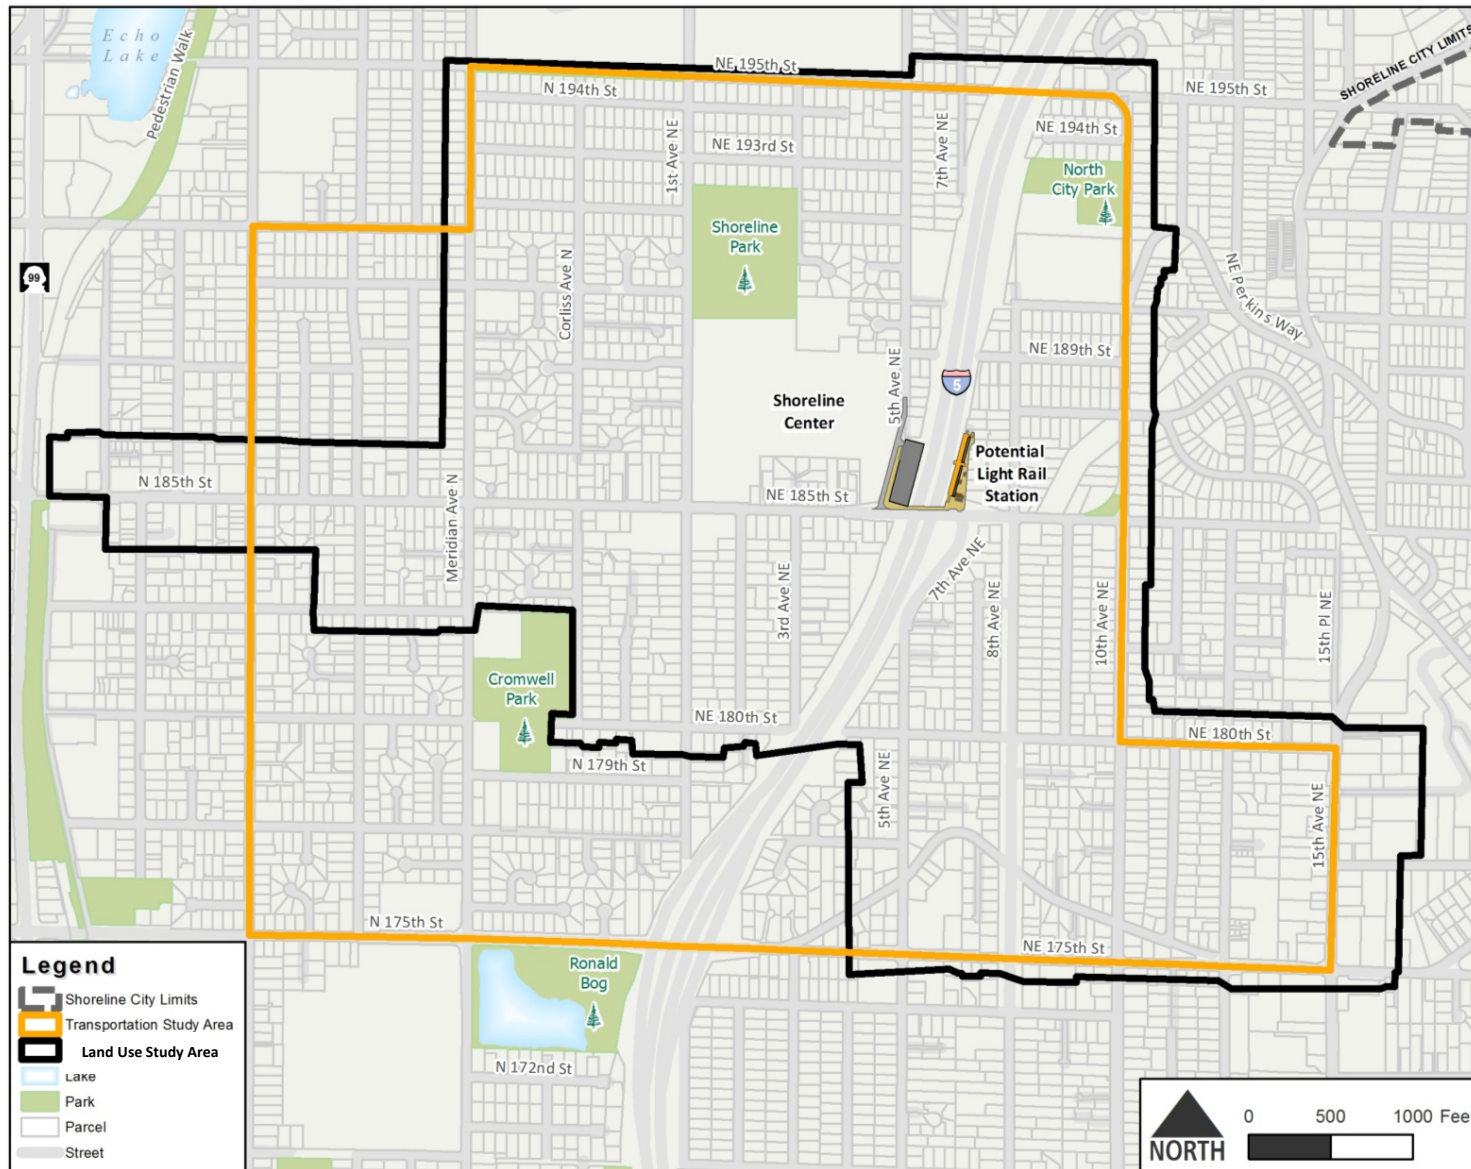 Echo
Lake
Pedestrian Walk
NE 195th St
N 194th St
1st Ave NE
NE 193rd St
7th Ave NE
NE 195th St
NE 194th St
SHORELINE CITY LIMITS
North
City Park
Shoreline
Park
99
Corliss Ave N
NE Perkins Way
NE 189th St
5
5th Ave NE
Shoreline
Center
Potential
Light Rail
Station
N 185th St
NE 185th St
Meridian Ave N
3rd Ave NE
7th Ave NE
8th Ave NE
10th Ave NE
15th Pl NE
Cromwell
Park
NE 180th St
NE 180th St
N 179th St
5th Ave NE
15th Ave NE
N 175th St
NE 175th St
Ronald
Bog
N 172nd St
Legend
Shoreline City Limits
Transportation Study Area
Land Use Study Area
Lake
Park
Parcel
Street
NORTH
0 500 1000 Fee